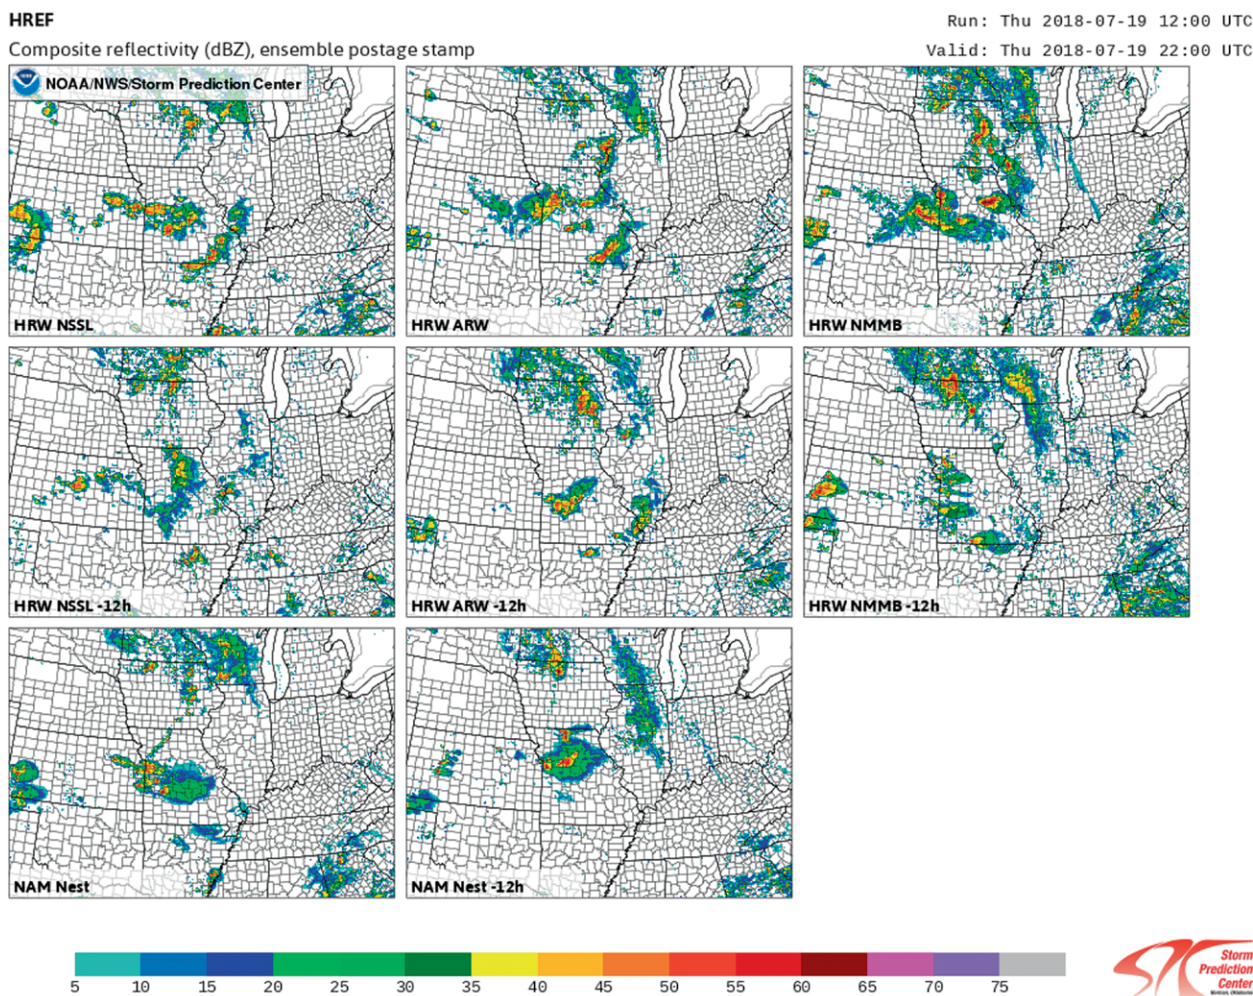 HREF
Run: Thu 2018-07-19 12:00 UTC
Composite reflectivity (dBZ), ensemble postage stamp
Valid: Thu 2018-07-19 22:00 UTC
NOAA/NWS/Storm Prediction Center
HRW NSSL
HRW ARW
HRW NMMB
HRW NSSL -12h
HRW ARW -12h
HRW NMMB -12h
NAM Nest
NAM Nest -12h
5 10 15 20 25 30 35 40 45 50 55 60 65 70 75
Storm
Prediction
Center
Norman, Oklahoma